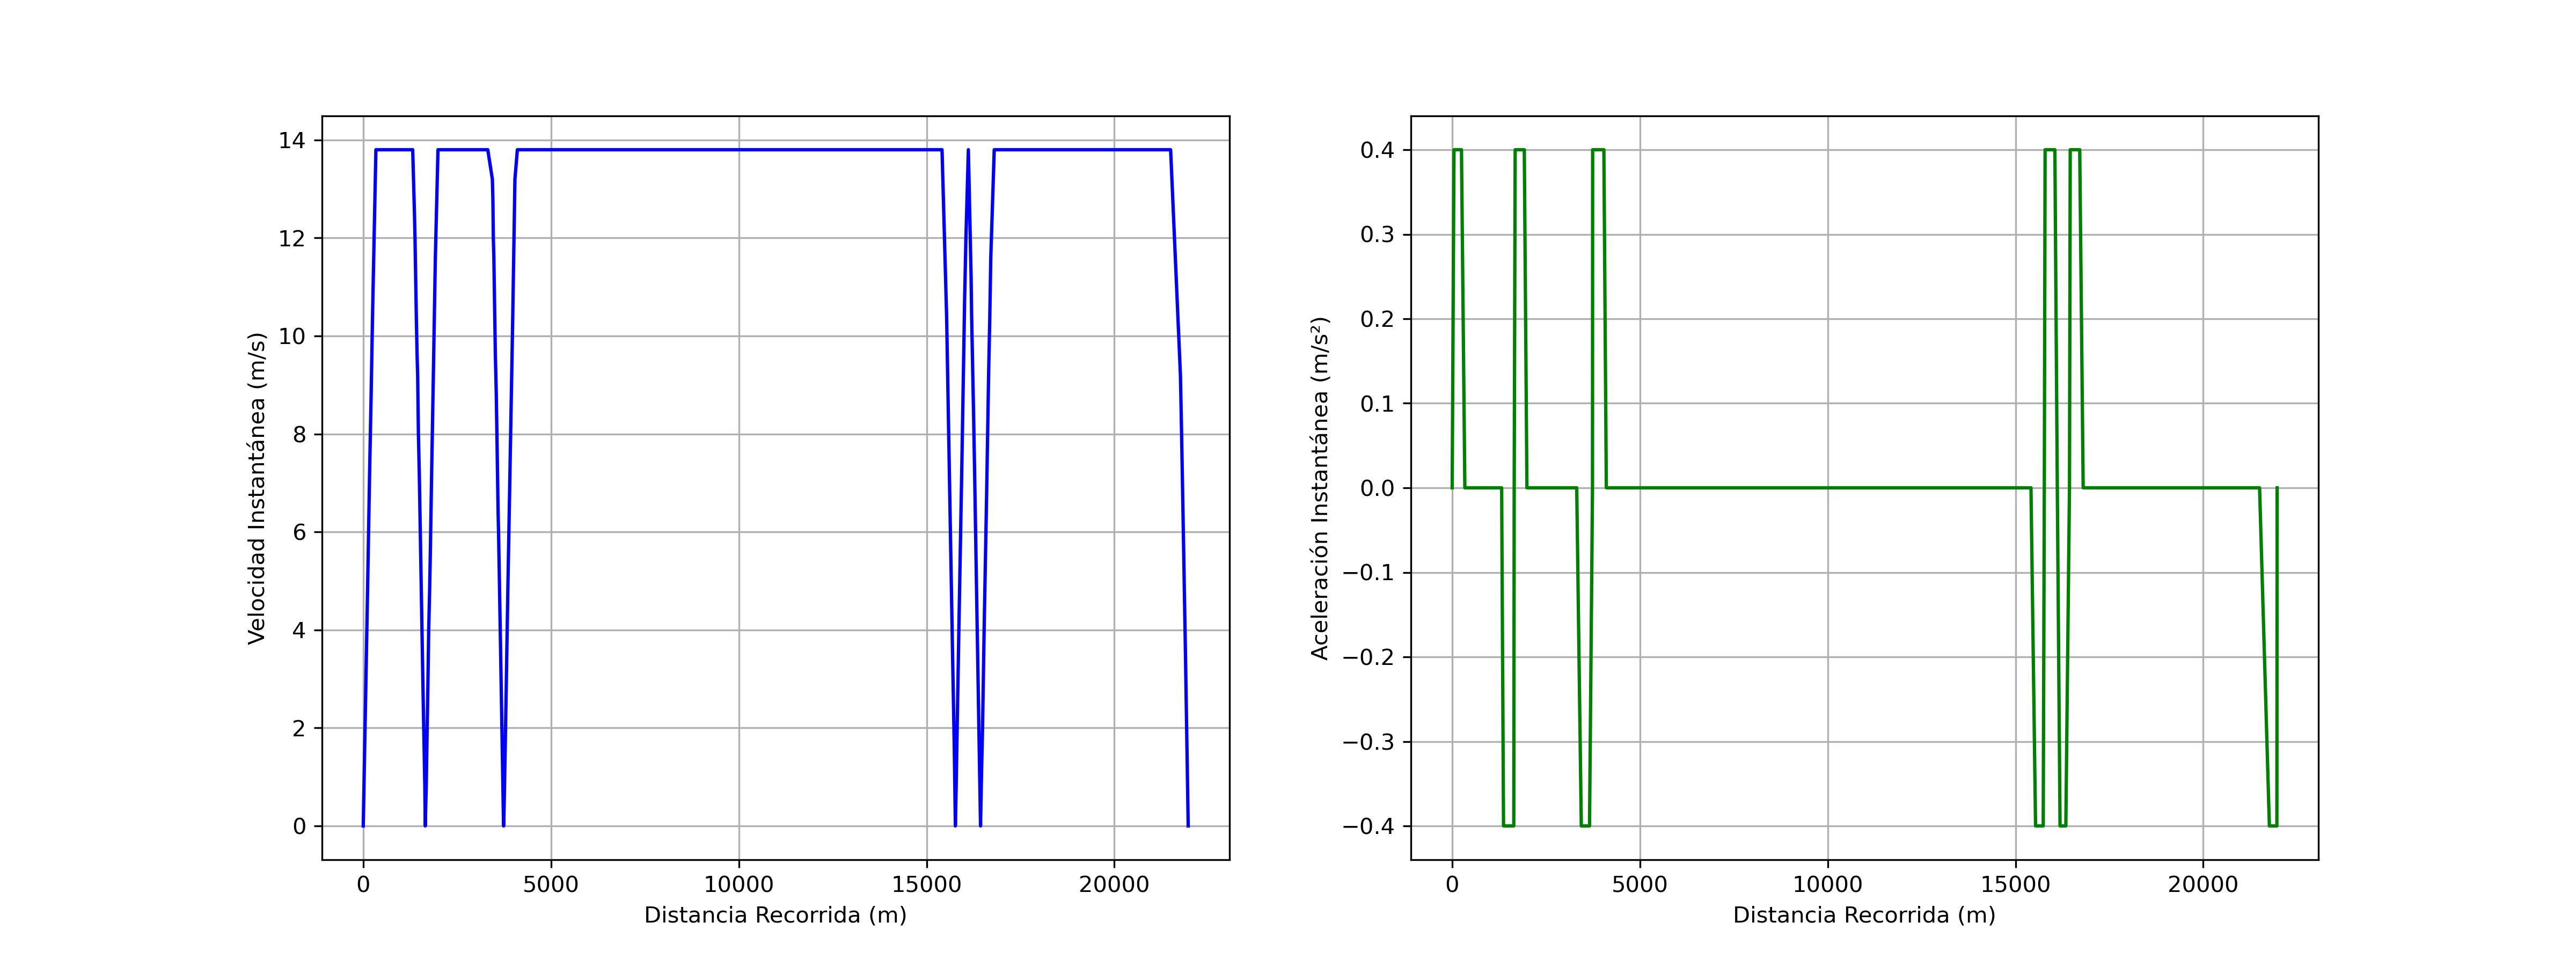 14
12
10
8
6
4
2
0
Velocidad Instantánea (m/s)
0 5000 10000 15000 20000
Distancia Recorrida (m)
0.4
0.3
0.2
0.1
0.0
−0.1
−0.2
−0.3
−0.4
Aceleración Instantánea (m/s²)
0 5000 10000 15000 20000
Distancia Recorrida (m)